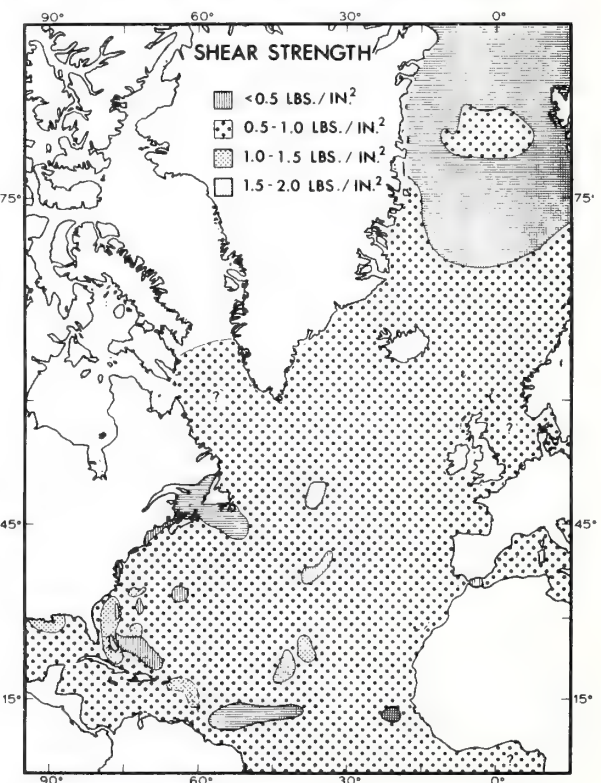 90° 60° 30° 0°
SHEAR STRENGTH
<0.5 LBS./IN.²
0.5-1.0 LBS./IN.²
1.0-1.5 LBS./IN.²
1.5-2.0 LBS./IN.²
75° 75°
?
?
45° 45°
15° 15°
?
90° 60° 30° 0°